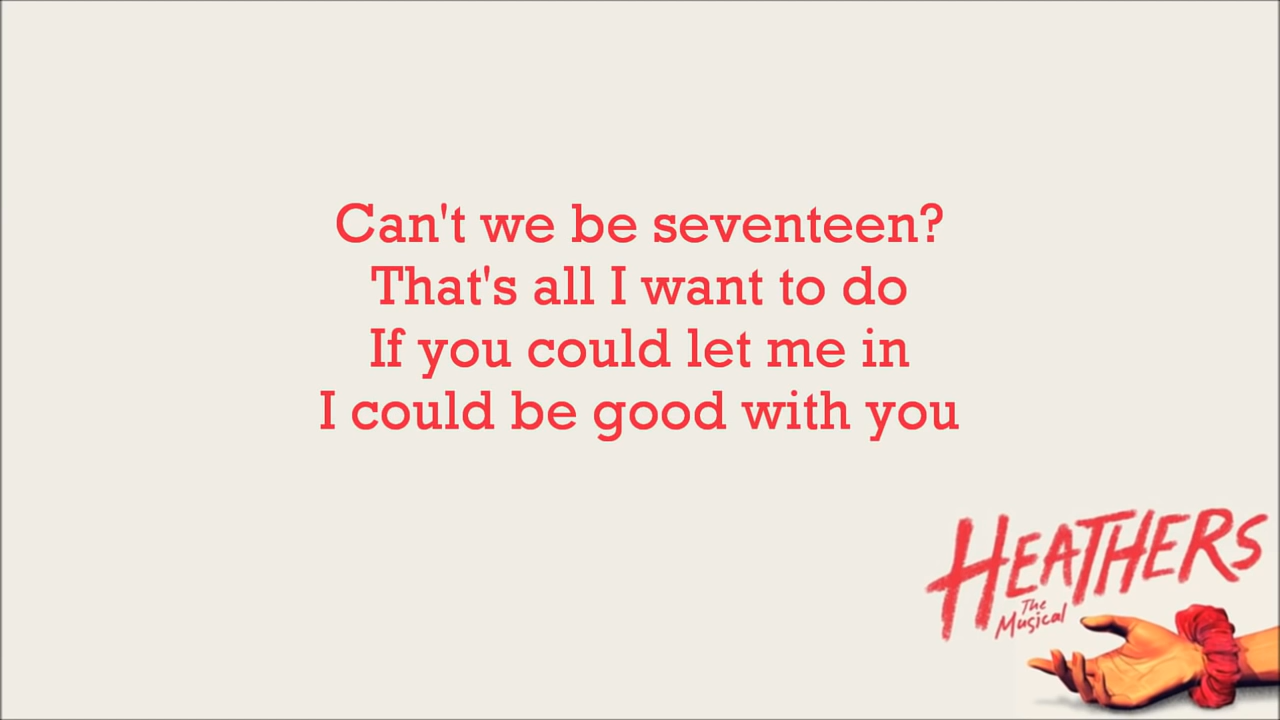 Can't we be seventeen?
That's all I want to do
If you could let me in
I could be good with you
HEATHERS
The
Musical